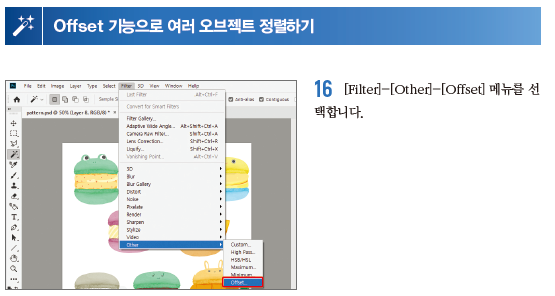 Offset 기능으로 여러 오브젝트 정렬하기
16 [Filter]-[Other]-[Offset] 메뉴를 선
택합니다.
File Edit Image Layer Type Select Filter 3D View Window Help
Anti-alias Contiguous
pattern.psd @ 50% (Layer 8, RGB/8) *
Last Filter Alt+Ctrl+F
Convert for Smart Filters
Filter Gallery...
Adaptive Wide Angle... Alt+Shift+Ctrl+A
Camera Raw Filter... Shift+Ctrl+A
Lens Correction... Shift+Ctrl+R
Liquify... Shift+Ctrl+X
Vanishing Point... Alt+Ctrl+V
3D
Blur
Blur Gallery
Distort
Noise
Pixelate
Render
Sharpen
Stylize
Video
Other
Custom...
High Pass...
HSB/HSL
Maximum...
Minimum...
Offset...